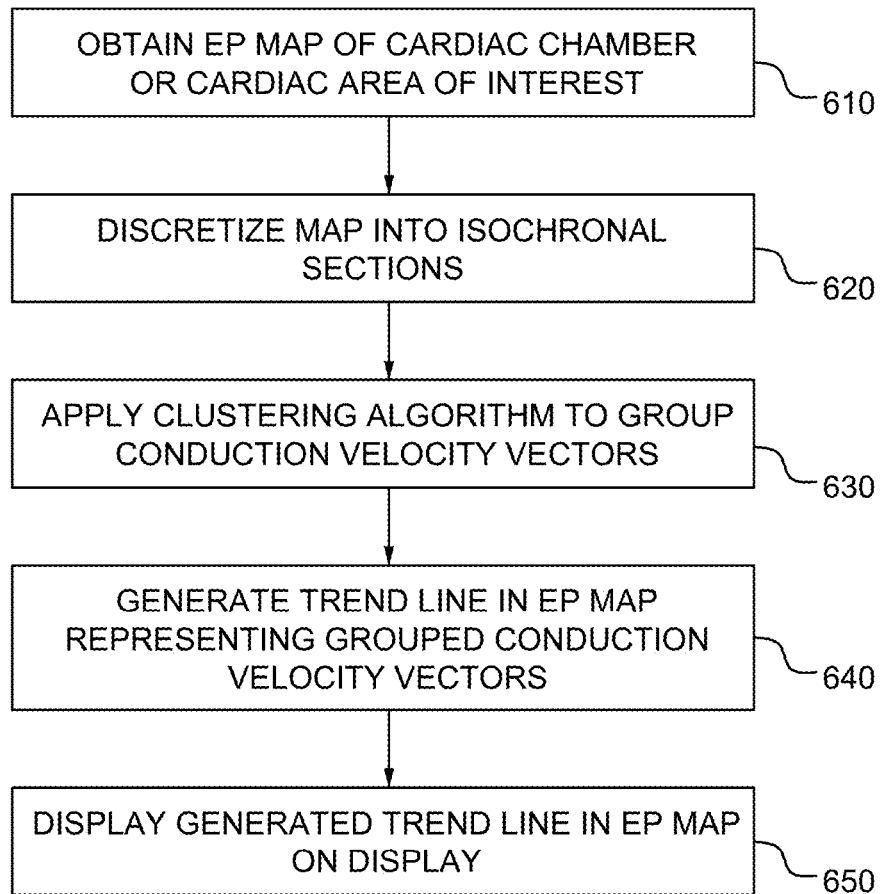 OBTAIN EP MAP OF CARDIAC CHAMBER
OR CARDIAC AREA OF INTEREST
610
DISCRETIZE MAP INTO ISOCHRONAL
SECTIONS
620
APPLY CLUSTERING ALGORITHM TO GROUP
CONDUCTION VELOCITY VECTORS
630
GENERATE TREND LINE IN EP MAP
REPRESENTING GROUPED CONDUCTION
VELOCITY VECTORS
640
DISPLAY GENERATED TREND LINE IN EP MAP
ON DISPLAY
650